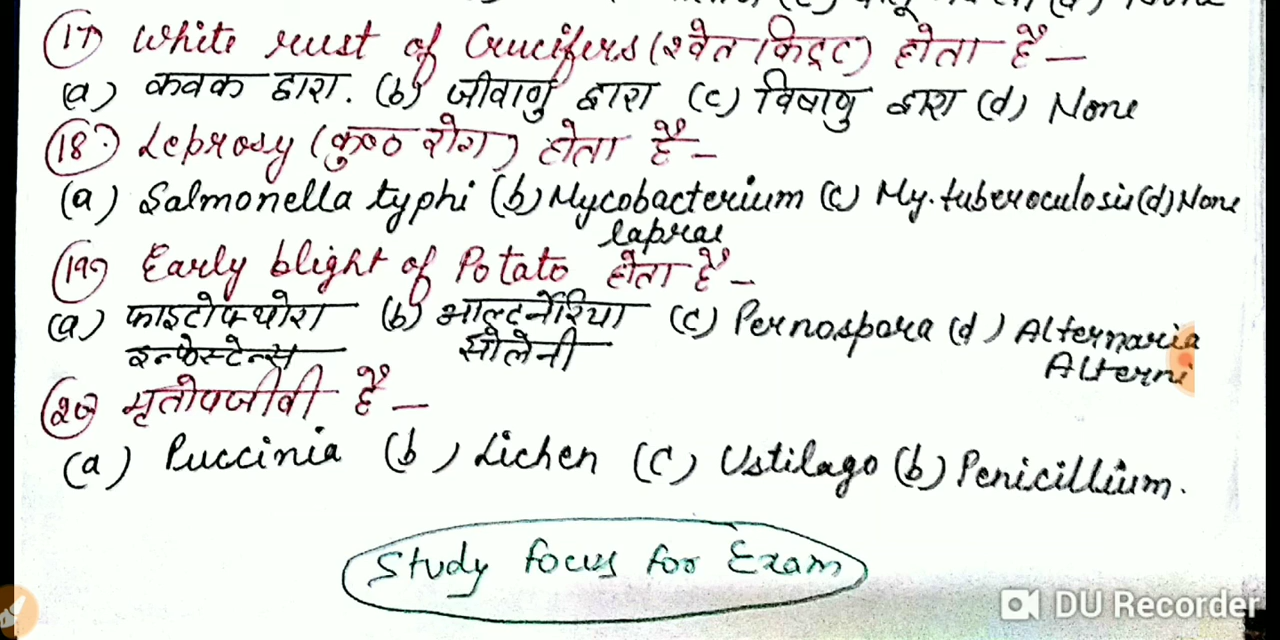 (17) White rust of Crucifers (श्वेत किट्ट) होता है —
(a) कवक द्वारा. (b) जीवाणु द्वारा (c) विषाणु द्वारा (d) None
(18) Leprosy (कुष्ठ रोग) होता है —
(a) Salmonella typhi (b) Mycobacterium (c) My. tuberoculosis (d) None
laprae
(19) Early blight of Potato होता है —
(a) फाइटोफ्थोरा (b) आल्टर्नेरिया (c) Pernospora (d) Alternaria
इन्फेस्टेन्स सोलेनी Alterni
(20) मृतोपजीवी है —
(a) Puccinia (b) Lichen (c) Ustilago (b) Penicillium.
Study focus for Exam
DU Recorder